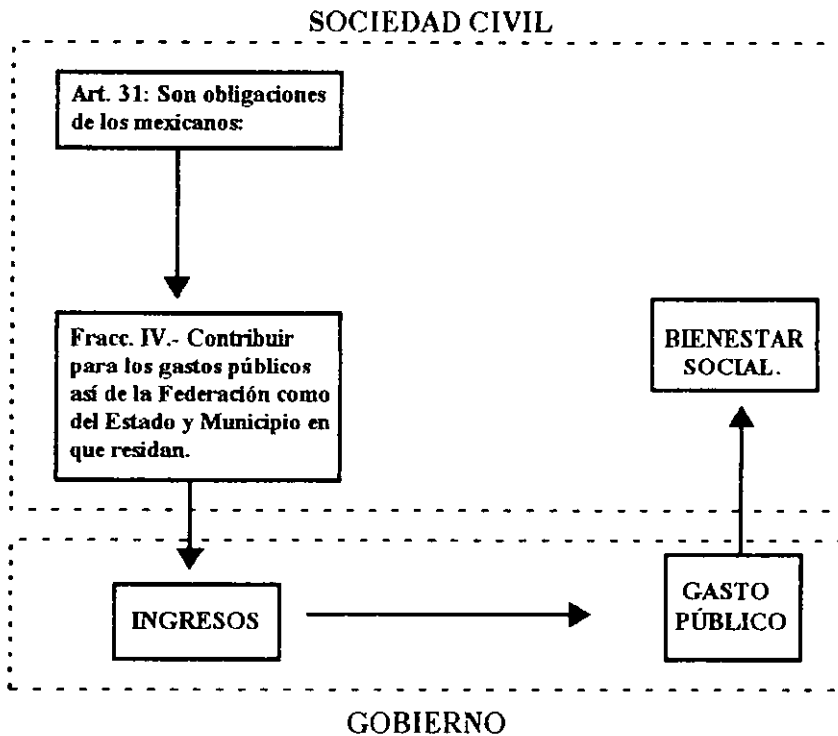 SOCIEDAD CIVIL
Art. 31: Son obligaciones
de los mexicanos:
Fracc. IV.- Contribuir
para los gastos públicos
así de la Federación como
del Estado y Municipio en
que residan.
BIENESTAR
SOCIAL.
INGRESOS
GASTO
PÚBLICO
GOBIERNO